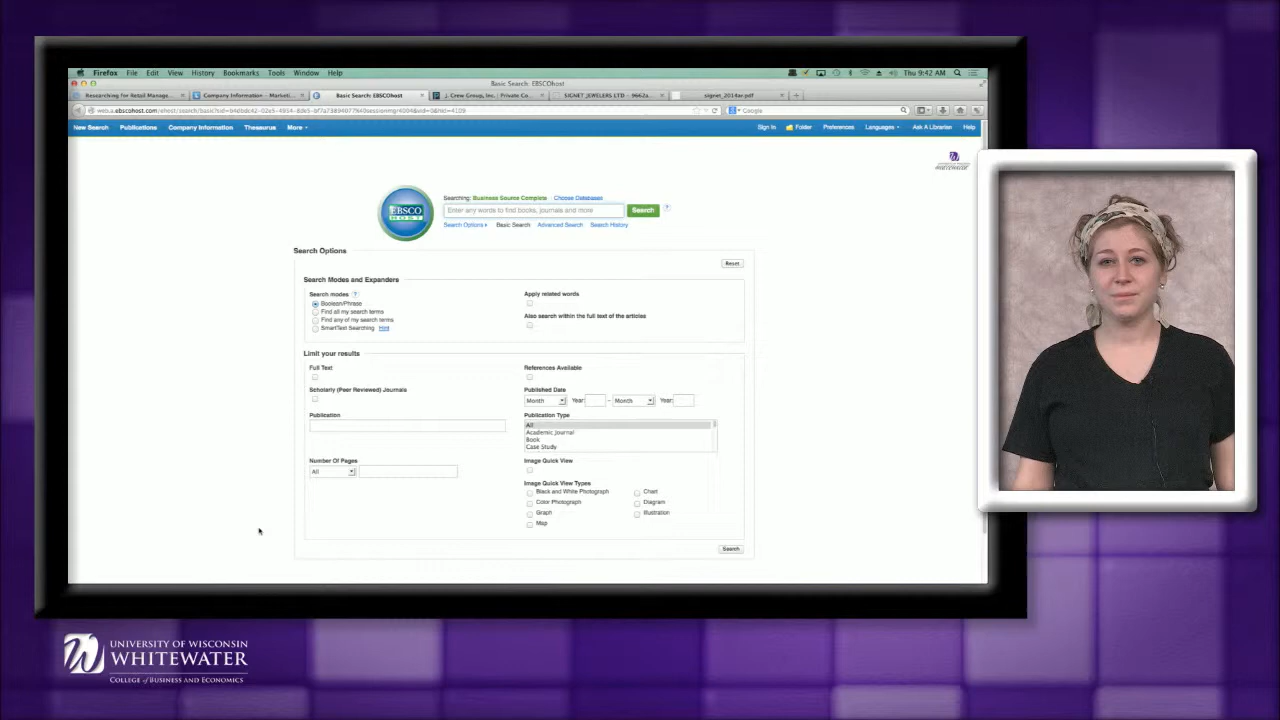 Firefox File Edit View History Bookmarks Tools Window Help
Thu 9:42 AM
Basic Search: EBSCOhost
Researching for Retail Manage...
Company Information - Marketi...
Basic Search: EBSCOhost
J. Crew Group, Inc. | Private Co...
SIGNET JEWELERS LTD
signet_2014ar.pdf
Google
New Search Publications Company Information Thesaurus More
Sign In Folder Preferences Languages Ask A Librarian Help
WHITEWATER
EBSCO
HOST
Searching: Business Source Complete Choose Databases
Enter any words to find books, journals and more
Search
Search Options Basic Search Advanced Search Search History
Search Options
Reset
Search Modes and Expanders
Search modes ?
Boolean/Phrase
Find all my search terms
Find any of my search terms
SmartText Searching Hint
Apply related words
Also search within the full text of the articles
Limit your results
Full Text
References Available
Scholarly (Peer Reviewed) Journals
Published Date
Month Year: – Month Year:
Publication
Publication Type
All
Academic Journal
Book
Case Study
Number Of Pages
All
Image Quick View
Image Quick View Types
Black and White Photograph Chart
Color Photograph Diagram
Graph Illustration
Map
Search
UNIVERSITY OF WISCONSIN
WHITEWATER
COLLEGE of BUSINESS AND ECONOMICS